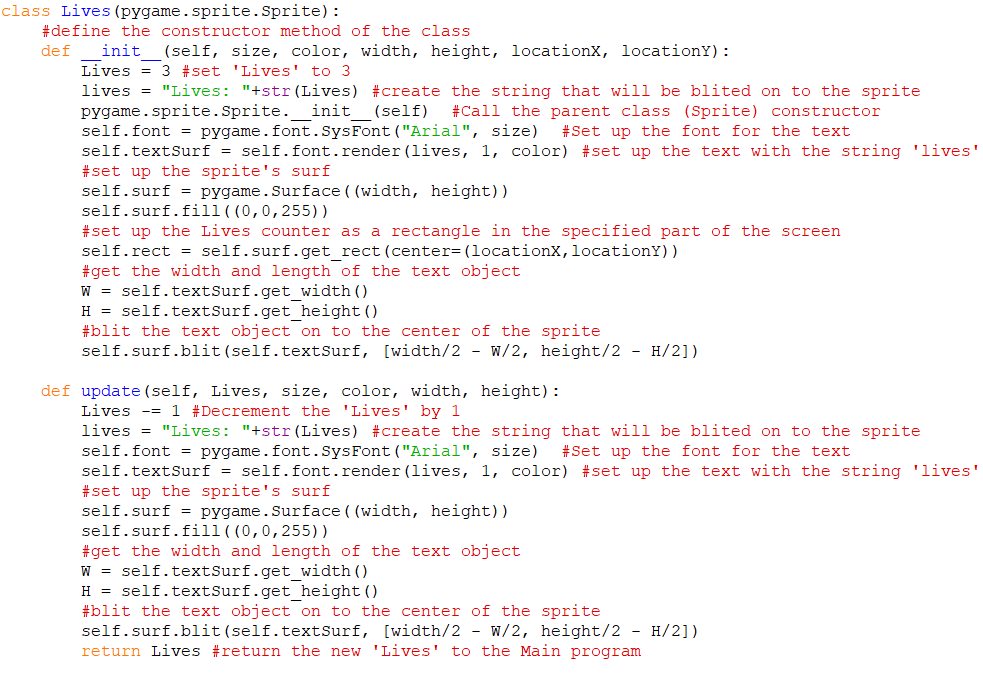 class Lives(pygame.sprite.Sprite):
    #define the constructor method of the class
    def __init__(self, size, color, width, height, locationX, locationY):
        Lives = 3 #set 'Lives' to 3
        lives = "Lives: "+str(Lives) #create the string that will be blited on to the sprite
        pygame.sprite.Sprite.__init__(self)  #Call the parent class (Sprite) constructor
        self.font = pygame.font.SysFont("Arial", size)  #Set up the font for the text
        self.textSurf = self.font.render(lives, 1, color) #set up the text with the string 'lives'
        #set up the sprite's surf
        self.surf = pygame.Surface((width, height))
        self.surf.fill((0,0,255))
        #set up the Lives counter as a rectangle in the specified part of the screen
        self.rect = self.surf.get_rect(center=(locationX,locationY))
        #get the width and length of the text object
        W = self.textSurf.get_width()
        H = self.textSurf.get_height()
        #blit the text object on to the center of the sprite
        self.surf.blit(self.textSurf, [width/2 - W/2, height/2 - H/2])

    def update(self, Lives, size, color, width, height):
        Lives -= 1 #Decrement the 'Lives' by 1
        lives = "Lives: "+str(Lives) #create the string that will be blited on to the sprite
        self.font = pygame.font.SysFont("Arial", size)  #Set up the font for the text
        self.textSurf = self.font.render(lives, 1, color) #set up the text with the string 'lives'
        #set up the sprite's surf
        self.surf = pygame.Surface((width, height))
        self.surf.fill((0,0,255))
        #get the width and length of the text object
        W = self.textSurf.get_width()
        H = self.textSurf.get_height()
        #blit the text object on to the center of the sprite
        self.surf.blit(self.textSurf, [width/2 - W/2, height/2 - H/2])
        return Lives #return the new 'Lives' to the Main program